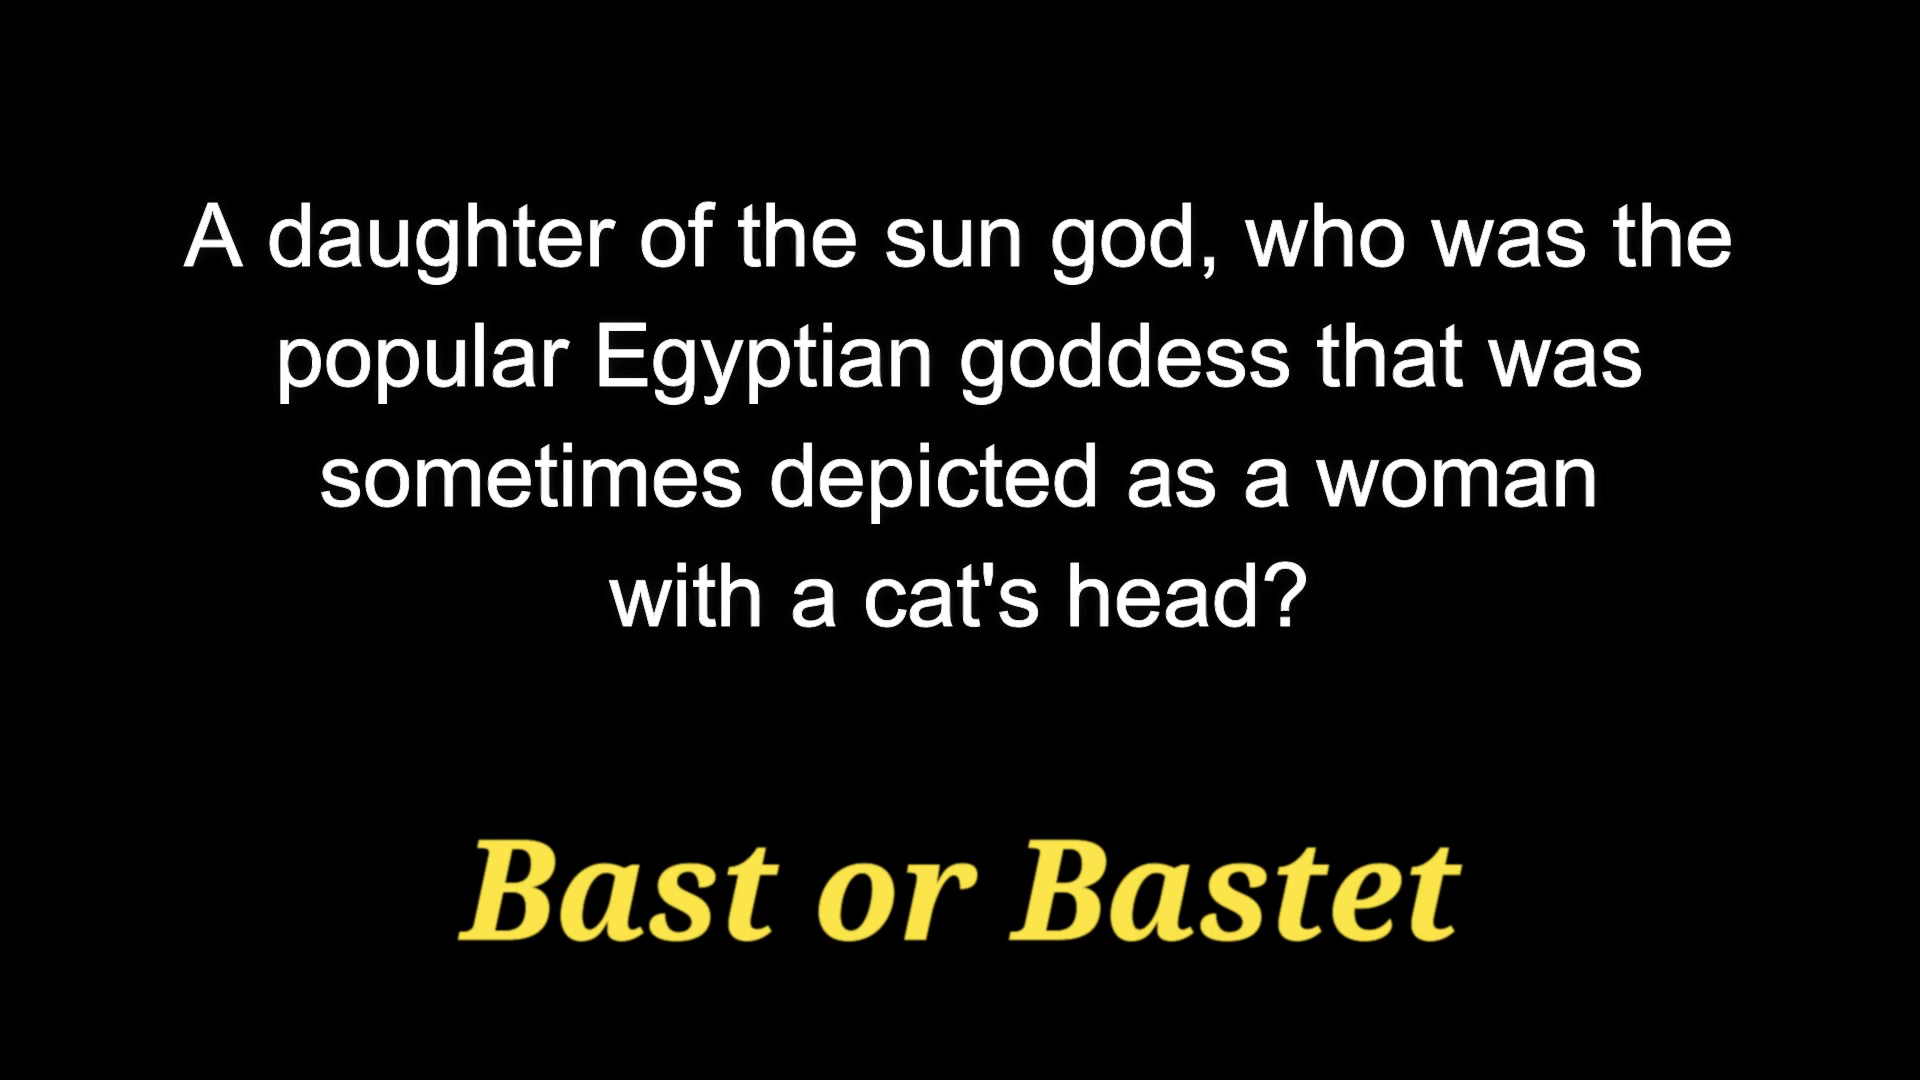 A daughter of the sun god, who was the
popular Egyptian goddess that was
sometimes depicted as a woman
with a cat's head?
Bast or Bastet